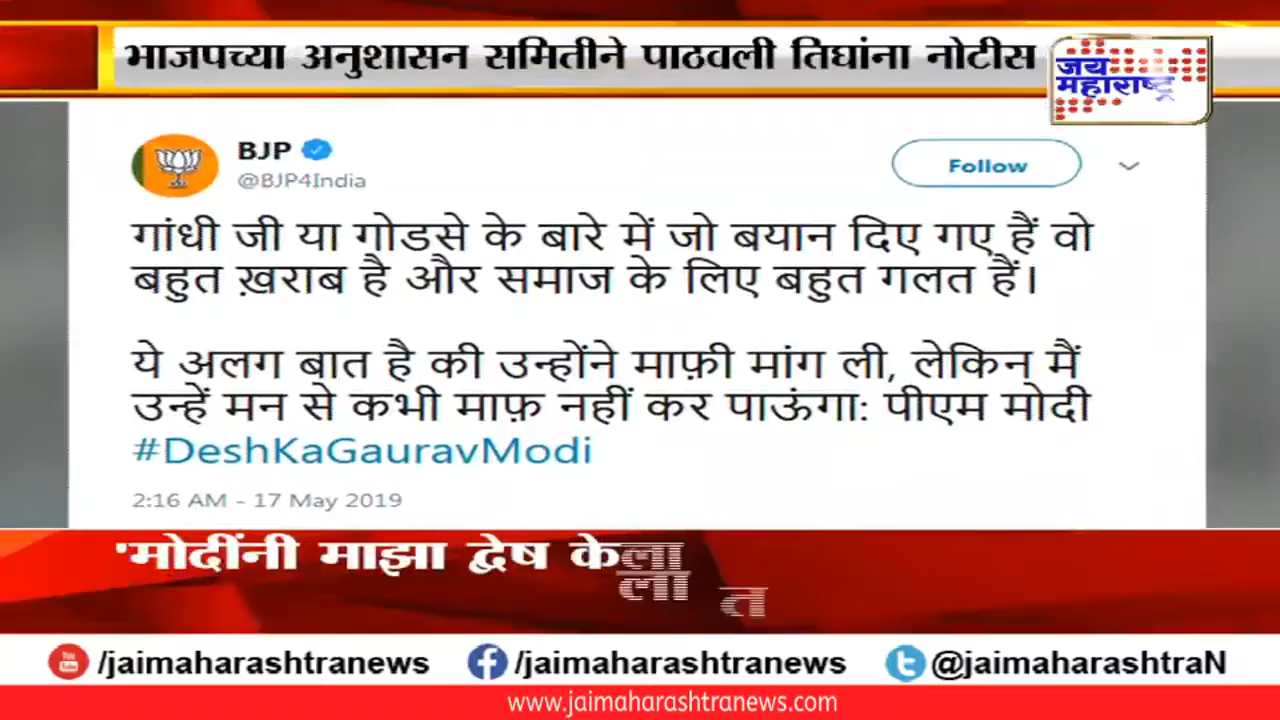 भाजपच्या अनुशासन समितीने पाठवली तिघांना नोटीस
जय
महाराष्ट्र
BJP
@BJP4India
Follow
गांधी जी या गोडसे के बारे में जो बयान दिए गए हैं वो
बहुत ख़राब है और समाज के लिए बहुत गलत हैं।
ये अलग बात है की उन्होंने माफ़ी मांग ली, लेकिन मैं
उन्हें मन से कभी माफ़ नहीं कर पाऊंगा: पीएम मोदी
#DeshKaGauravModi
2:16 AM - 17 May 2019
'मोदींनी माझा द्वेष केला
/jaimaharashtranews
/jaimaharashtranews
@jaimaharashtraN
www.jaimaharashtranews.com